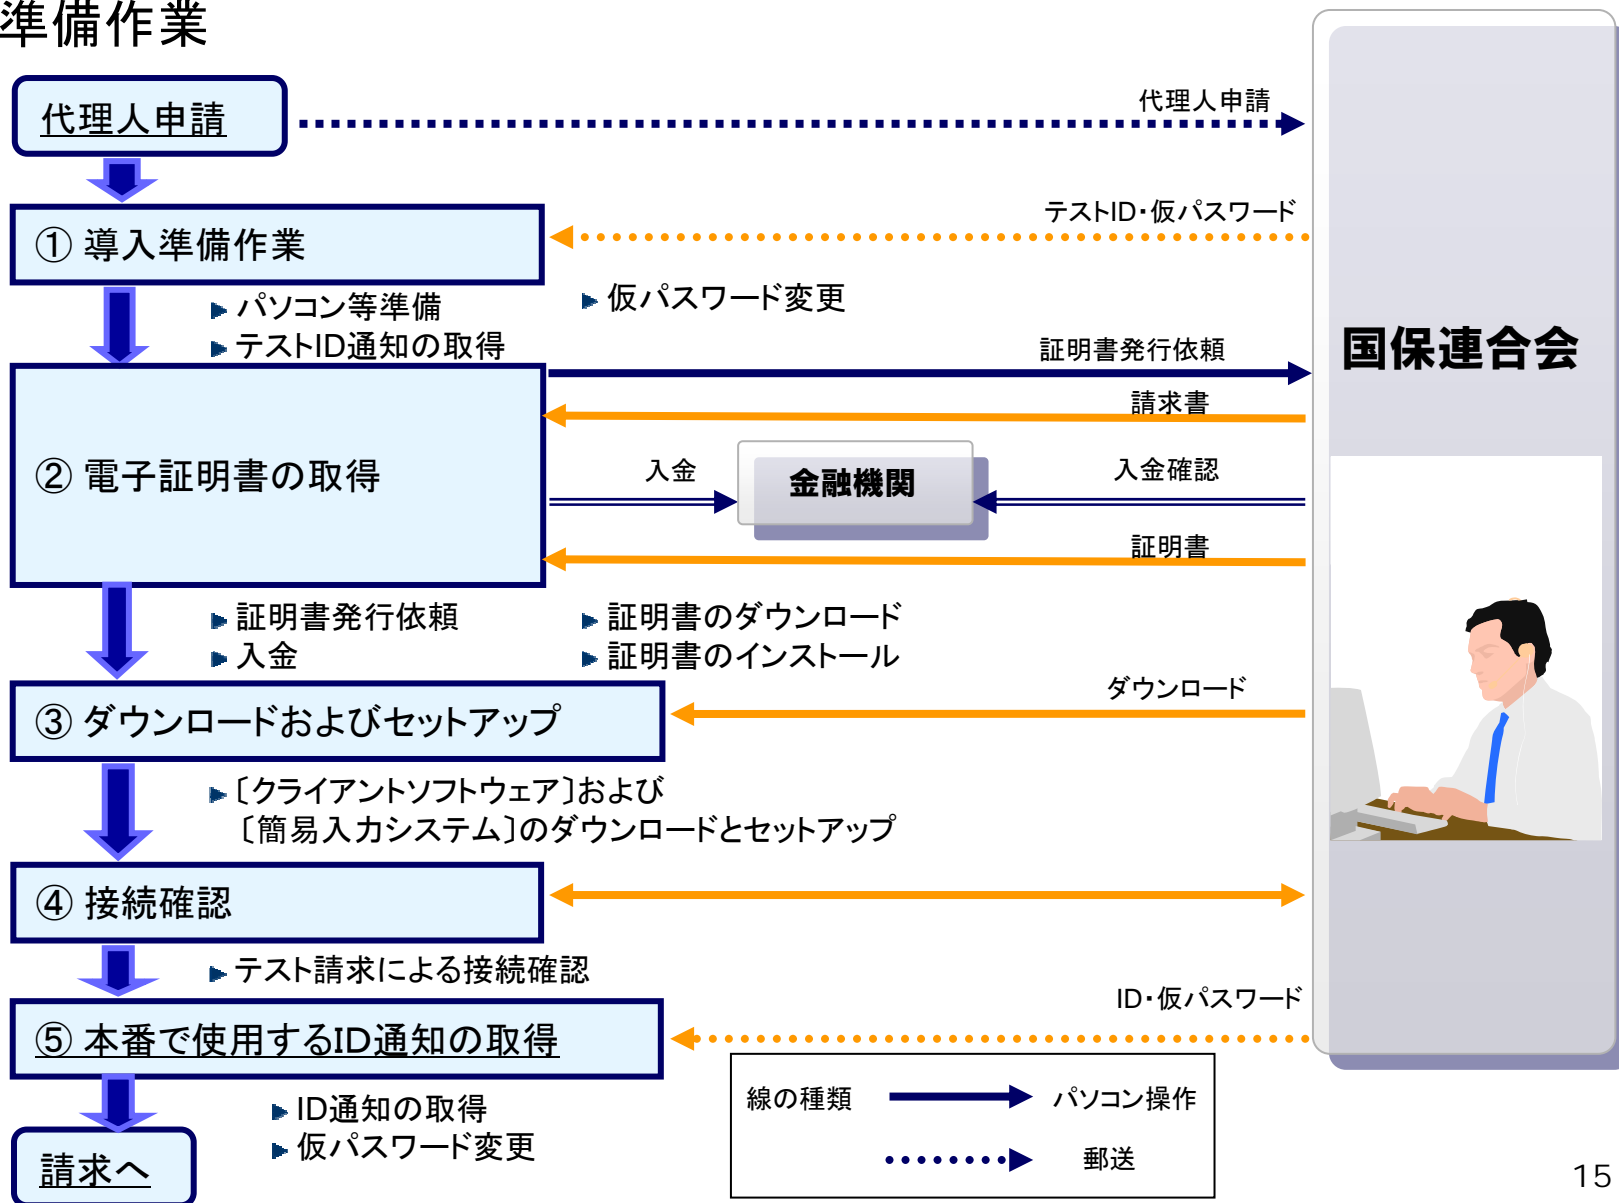 準備作業
代理人申請
代理人申請
テストID・仮パスワード
① 導入準備作業
パソコン等準備
テストID通知の取得
仮パスワード変更
証明書発行依頼
請求書
国保連合会
② 電子証明書の取得
入金
金融機関
入金確認
証明書
証明書発行依頼
入金
証明書のダウンロード
証明書のインストール
ダウンロード
③ ダウンロードおよびセットアップ
〔クライアントソフトウェア〕および
〔簡易入力システム〕のダウンロードとセットアップ
④ 接続確認
テスト請求による接続確認
ID・仮パスワード
⑤ 本番で使用するID通知の取得
ID通知の取得
仮パスワード変更
請求へ
線の種類
パソコン操作
郵送
15